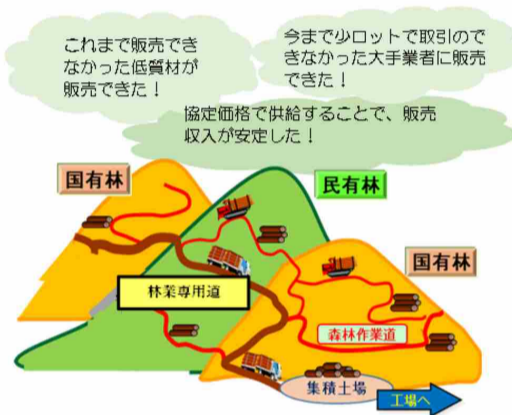 これまで販売でき
なかった低質材が
販売できた！
今まで少ロットで取引ので
きなかった大手業者に販売
できた！
協定価格で供給することで、販売
収入が安定した！
国有林
民有林
国有林
林業専用道
森林作業道
集積土場
工場へ